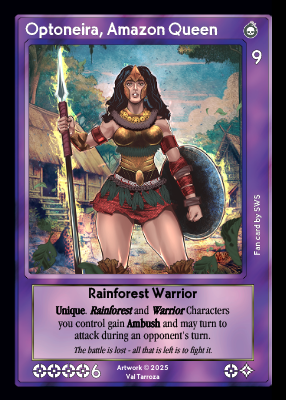 Optoneira, Amazon Queen
9
Fan card by SWS
Rainforest Warrior
Unique. Rainforest and Warrior Characters
you control gain Ambush and may turn to
attack during an opponent's turn.
The battle is lost - all that is left is to fight it.
6
Artwork © 2025
Val Tarroza